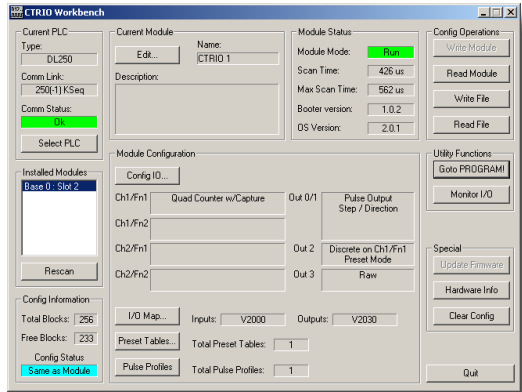 CTRIO Workbench
Current PLC
Type:
DL250
Comm Link:
250(-1) KSeq
Comm Status:
Ok
Select PLC
Current Module
Edit...
Name:
CTRIO 1
Description:
Module Status
Module Mode: Run
Scan Time: 426 us
Max Scan Time: 562 us
Booter version: 1.0.2
OS Version: 2.0.1
Config Operations
Write Module
Read Module
Write File
Read File
Installed Modules
Base 0 : Slot 2
Rescan
Module Configuration
Config IO...
Ch1/Fn1 Quad Counter w/Capture
Ch1/Fn2
Ch2/Fn1
Ch2/Fn2
Out 0/1 Pulse Output
Step / Direction
Out 2 Discrete on Ch1/Fn1
Preset Mode
Out 3 Raw
I/O Map... Inputs: V2000 Outputs: V2030
Preset Tables... Total Preset Tables: 1
Pulse Profiles Total Pulse Profiles: 1
Utility Functions
Goto PROGRAM!
Monitor I/O
Special
Update Firmware
Hardware Info
Clear Config
Config Information
Total Blocks: 256
Free Blocks: 233
Config Status
Same as Module
Quit